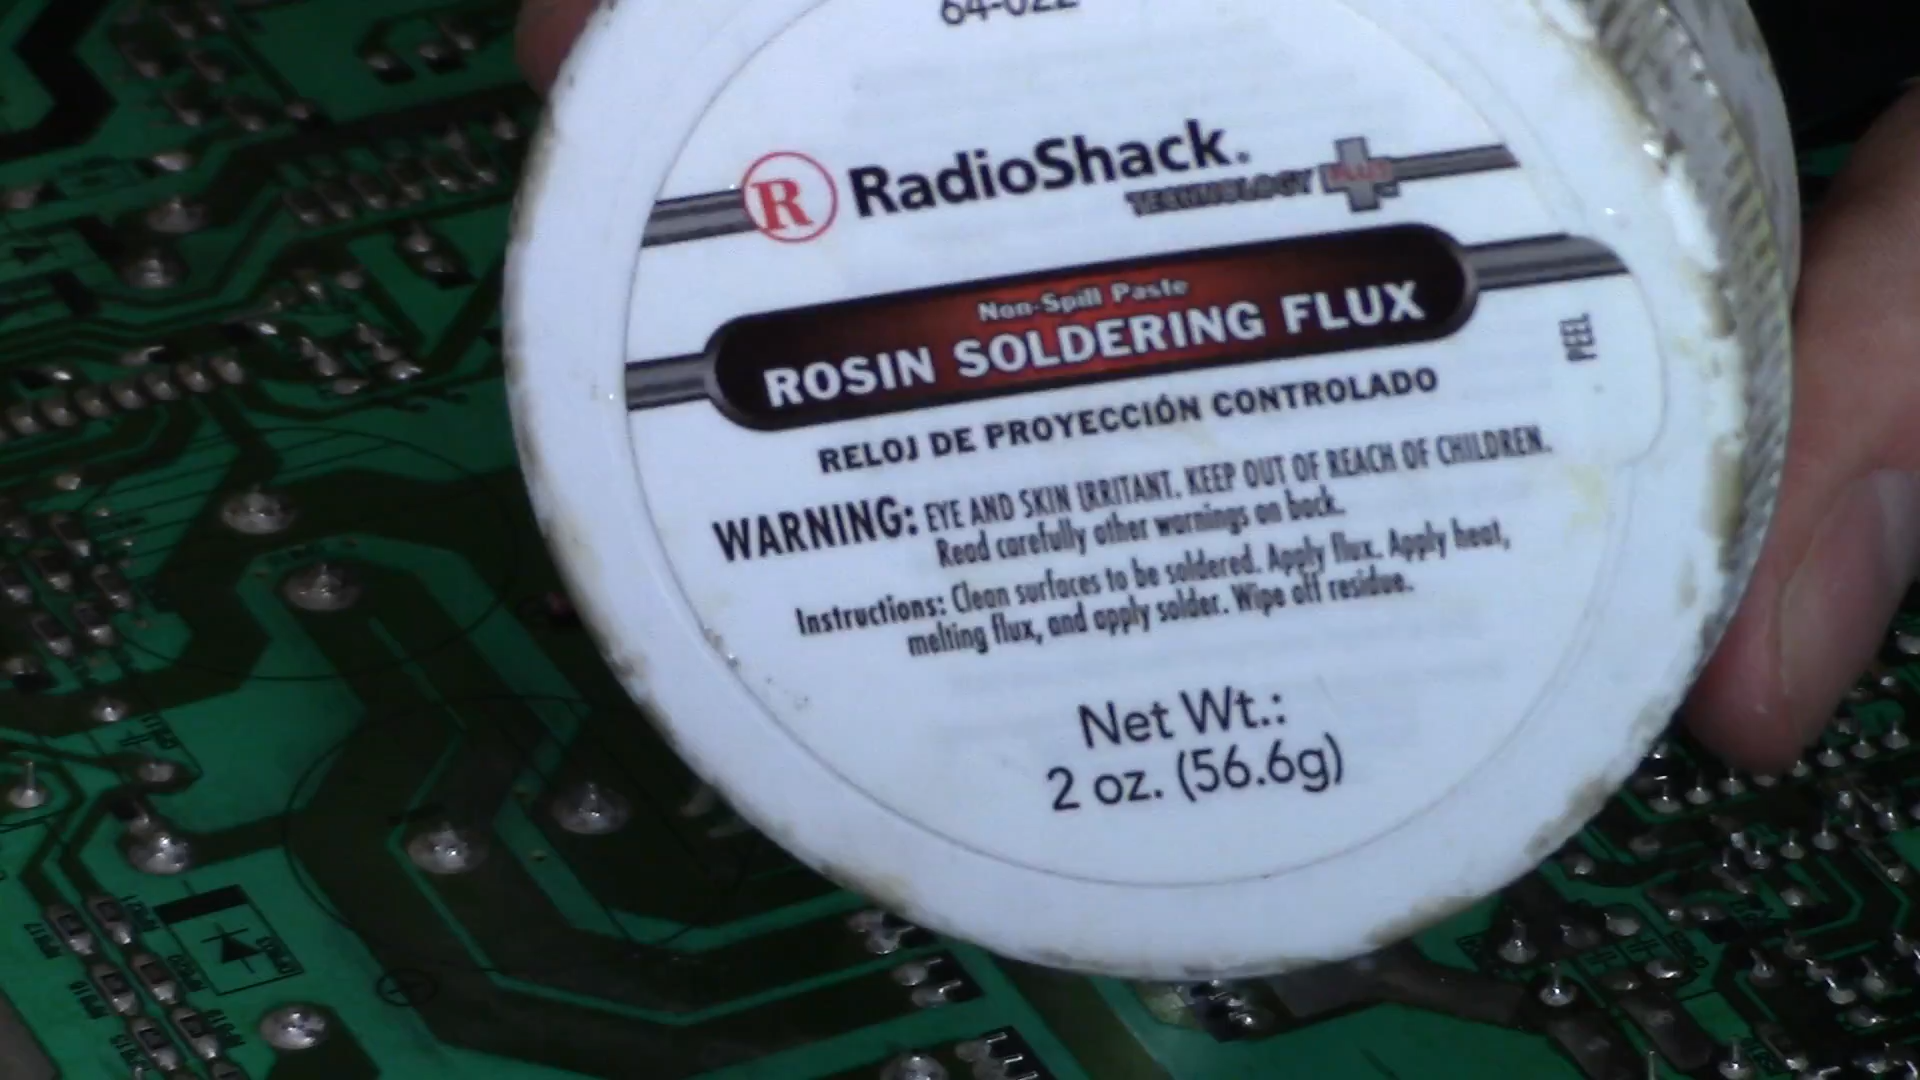 64-022
R RadioShack.
TECHNOLOGY PLUS
Non-Spill Paste
ROSIN SOLDERING FLUX
PEEL
RELOJ DE PROYECCIÓN CONTROLADO
WARNING: EYE AND SKIN IRRITANT. KEEP OUT OF REACH OF CHILDREN.
Read carefully other warnings on back.
Instructions: Clean surfaces to be soldered. Apply flux. Apply heat,
melting flux, and apply solder. Wipe off residue.
Net Wt.:
2 oz. (56.6g)